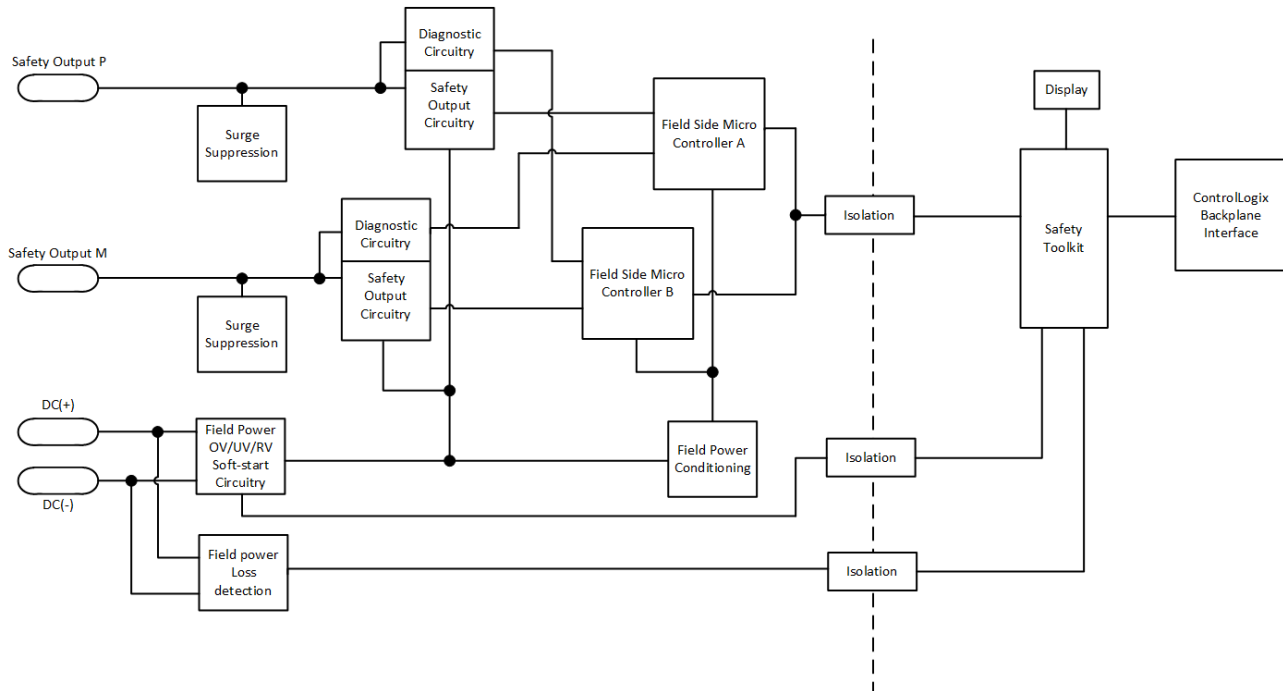 Safety Output P
Surge
Suppression
Diagnostic
Circuitry
Safety
Output
Circuitry
Field Side Micro
Controller A
Display
Safety Output M
Surge
Suppression
Diagnostic
Circuitry
Safety
Output
Circuitry
Field Side Micro
Controller B
Isolation
Safety
Toolkit
ControlLogix
Backplane
Interface
DC(+)
DC(-)
Field Power
OV/UV/RV
Soft-start
Circuitry
Field Power
Conditioning
Isolation
Field power
Loss
detection
Isolation